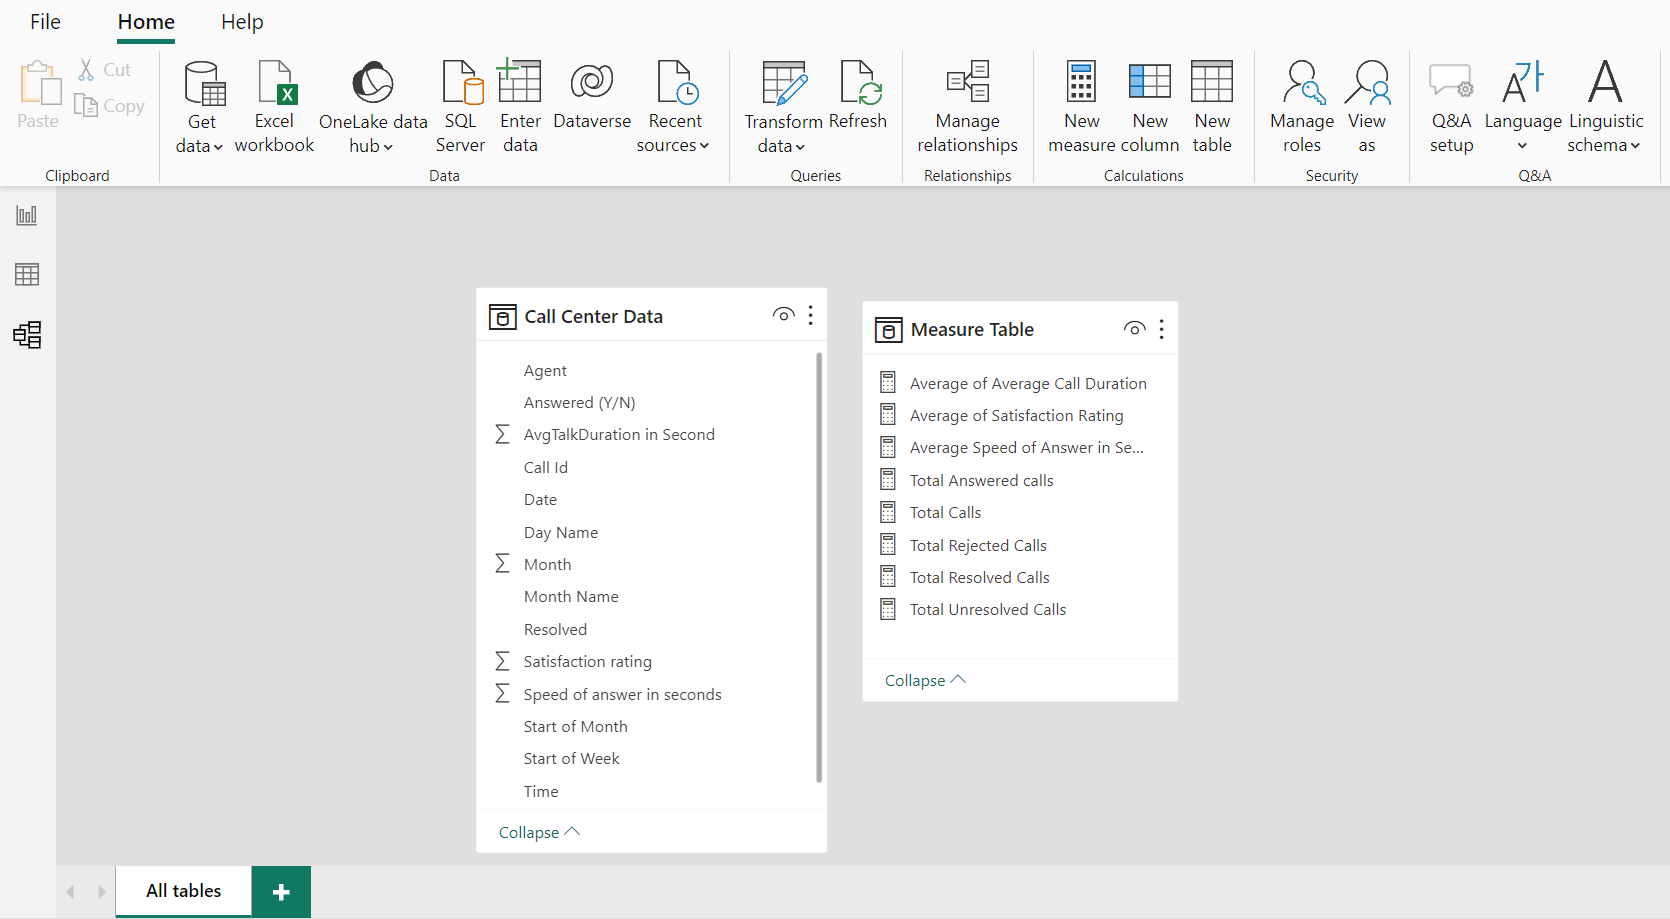 File
Home
Help
Paste
Cut
Copy
Clipboard
Get
data
Excel
workbook
OneLake data
hub
SQL
Server
Enter
data
Dataverse
Recent
sources
Data
Transform
data
Refresh
Queries
Manage
relationships
Relationships
New
measure
New
column
New
table
Calculations
Manage
roles
View
as
Security
Q&A
setup
Language
Linguistic
schema
Q&A
Call Center Data
Agent
Answered (Y/N)
AvgTalkDuration in Second
Call Id
Date
Day Name
Month
Month Name
Resolved
Satisfaction rating
Speed of answer in seconds
Start of Month
Start of Week
Time
Collapse
Measure Table
Average of Average Call Duration
Average of Satisfaction Rating
Average Speed of Answer in Se...
Total Answered calls
Total Calls
Total Rejected Calls
Total Resolved Calls
Total Unresolved Calls
Collapse
All tables